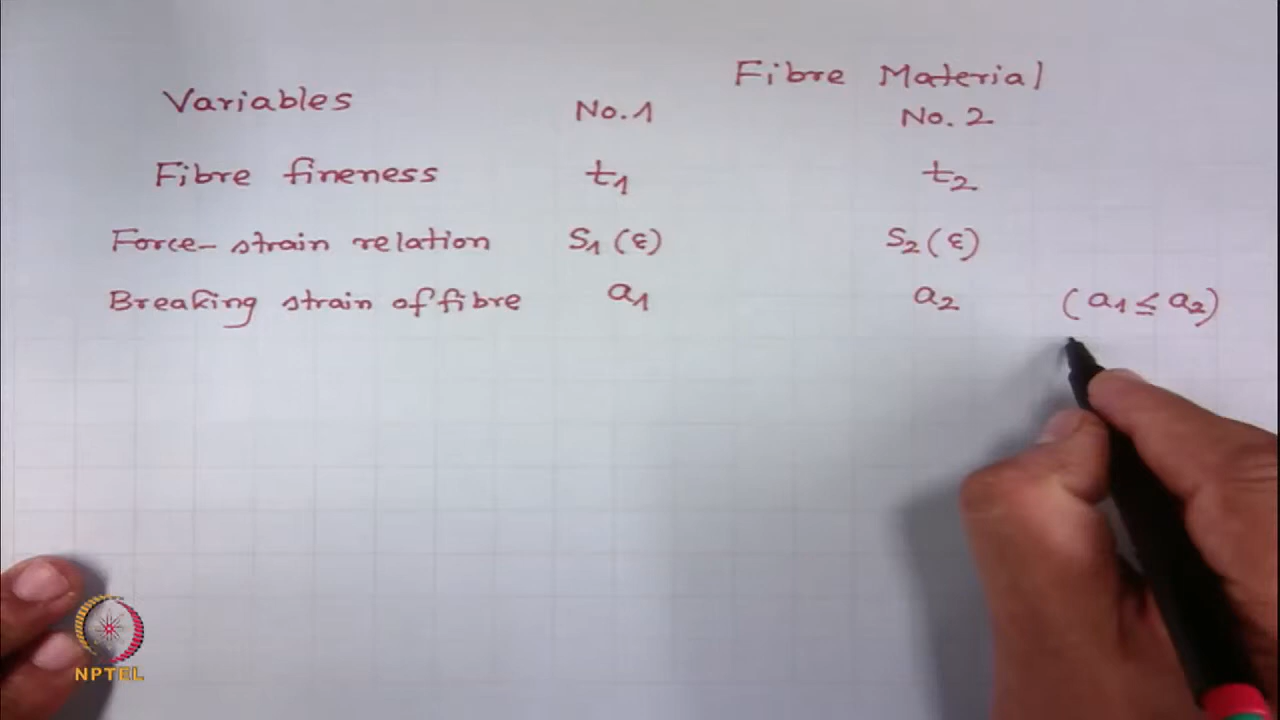 Fibre Material
Variables No.1 No. 2
Fibre fineness t1 t2
Force-strain relation S1(ε) S2(ε)
Breaking strain of fibre a1 a2 (a1 ≤ a2)
NPTEL